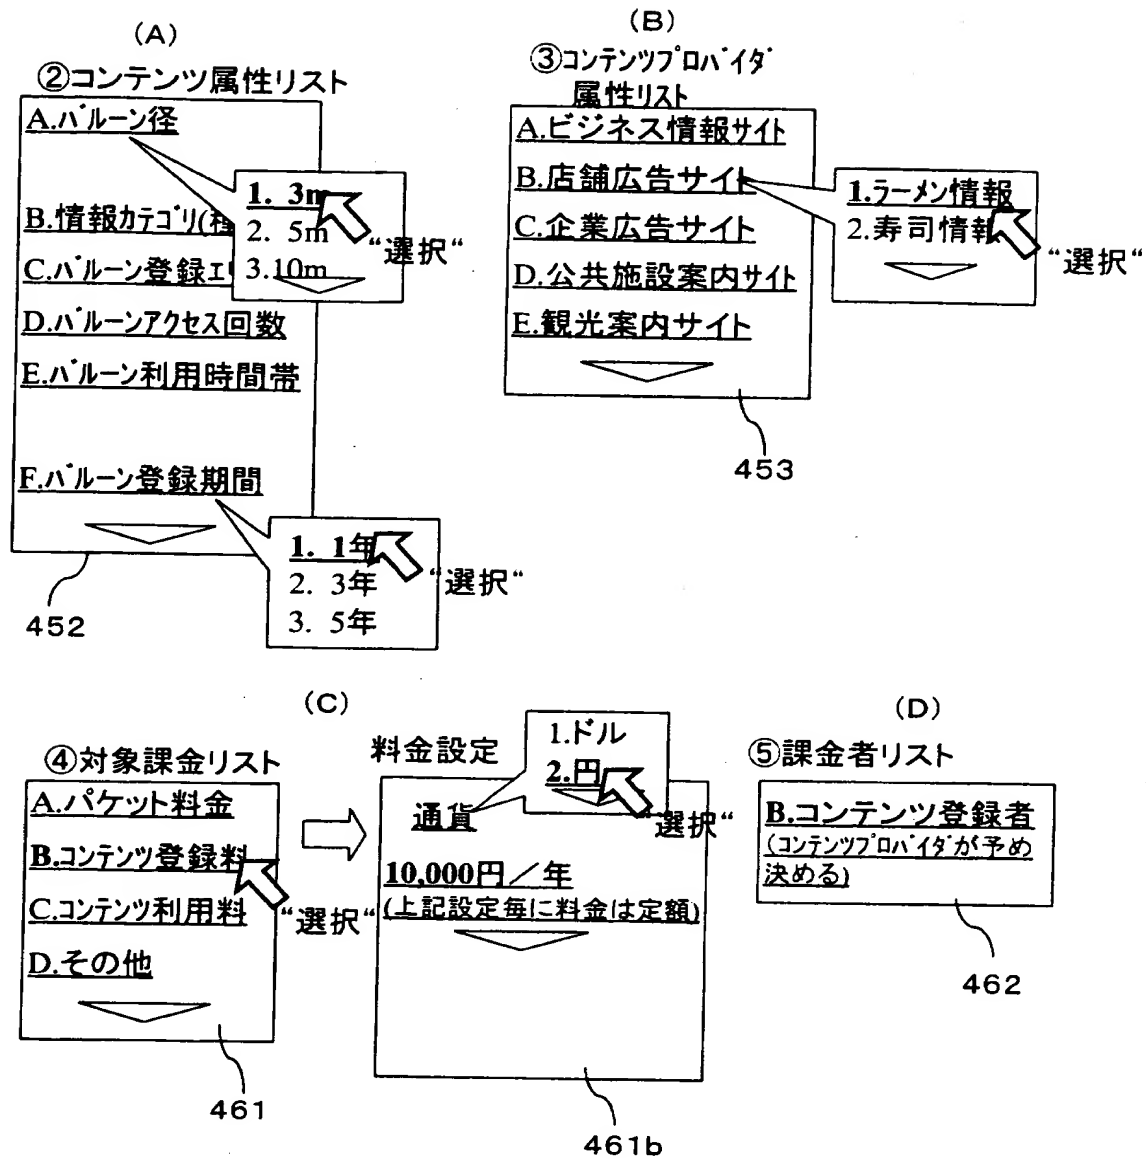 (A)
②コンテンツ属性リスト
A.バルーン径
1. 3m
2. 5m
3.10m
“選択“
B.情報カテゴリ(種
C.バルーン登録エリ
D.バルーンアクセス回数
E.バルーン利用時間帯
F.バルーン登録期間
1. 1年
2. 3年
3. 5年
“選択“
452
(B)
③コンテンツプロバイダ
属性リスト
A.ビジネス情報サイト
B.店舗広告サイト
C.企業広告サイト
D.公共施設案内サイト
E.観光案内サイト
1.ラーメン情報
2.寿司情報
“選択“
453
(C)
④対象課金リスト
A.パケット料金
B.コンテンツ登録料
C.コンテンツ利用料
D.その他
“選択“
461
料金設定
1.ドル
2.円
“選択“
通貨
10,000円／年
(上記設定毎に料金は定額)
461b
(D)
⑤課金者リスト
B.コンテンツ登録者
(コンテンツプロバイダが予め
決める)
462